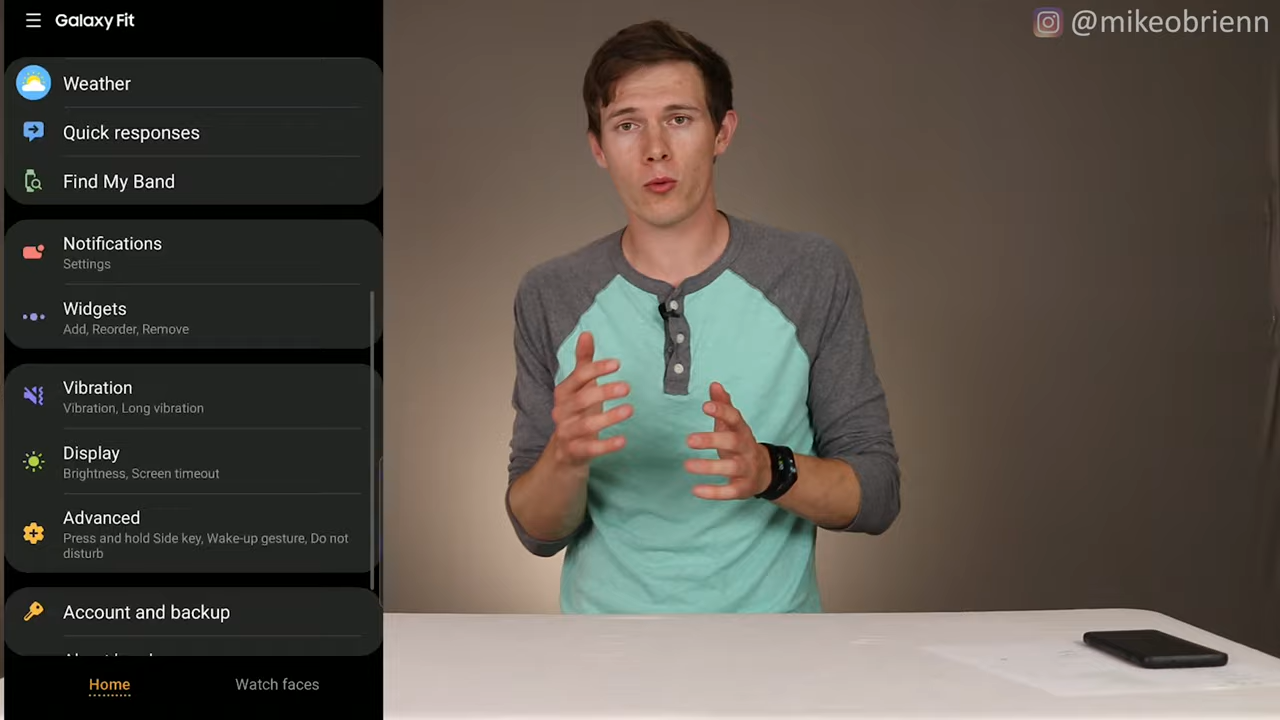 Galaxy Fit
@mikeobrienn
Weather
Quick responses
Find My Band
Notifications
Settings
Widgets
Add, Reorder, Remove
Vibration
Vibration, Long vibration
Display
Brightness, Screen timeout
Advanced
Press and hold Side key, Wake-up gesture, Do not
disturb
Account and backup
Home
Watch faces